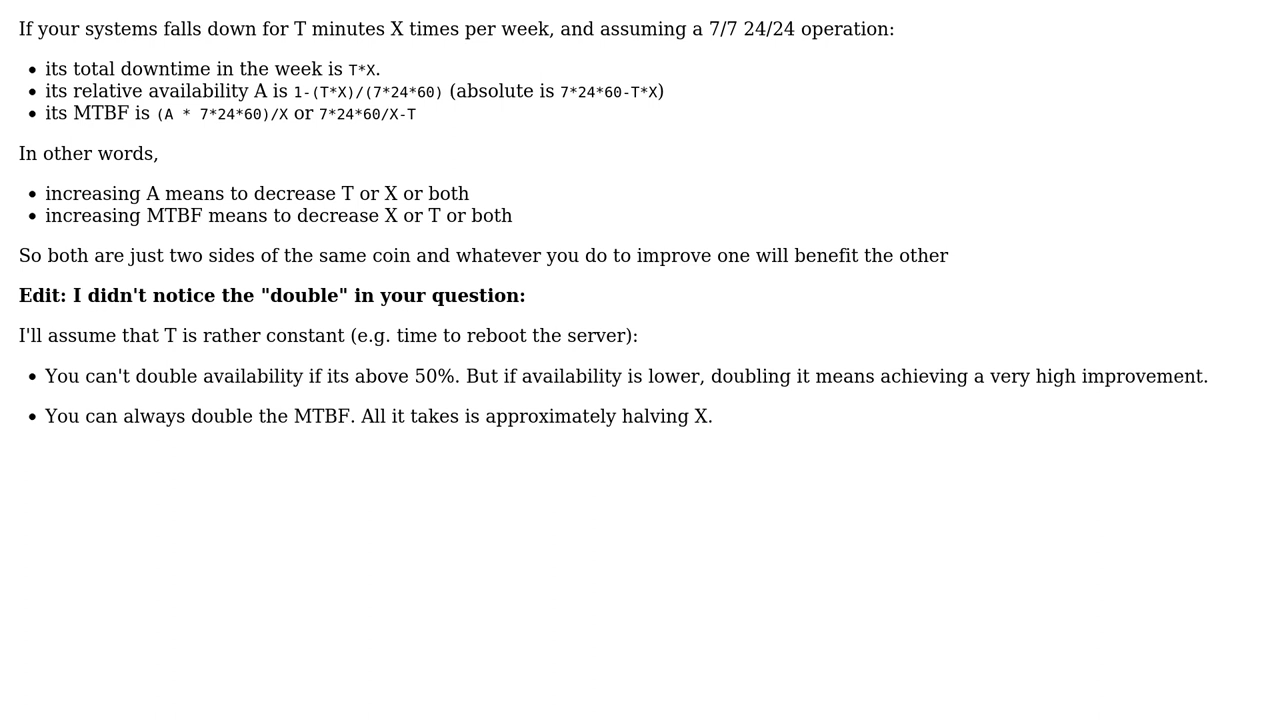 If your systems falls down for T minutes X times per week, and assuming a 7/7 24/24 operation:
• its total downtime in the week is T*X.
• its relative availability A is 1-(T*X)/(7*24*60) (absolute is 7*24*60-T*X)
• its MTBF is (A * 7*24*60)/X or 7*24*60/X-T
In other words,
• increasing A means to decrease T or X or both
• increasing MTBF means to decrease X or T or both
So both are just two sides of the same coin and whatever you do to improve one will benefit the other
Edit: I didn't notice the "double" in your question:
I'll assume that T is rather constant (e.g. time to reboot the server):
• You can't double availability if its above 50%. But if availability is lower, doubling it means achieving a very high improvement.
• You can always double the MTBF. All it takes is approximately halving X.